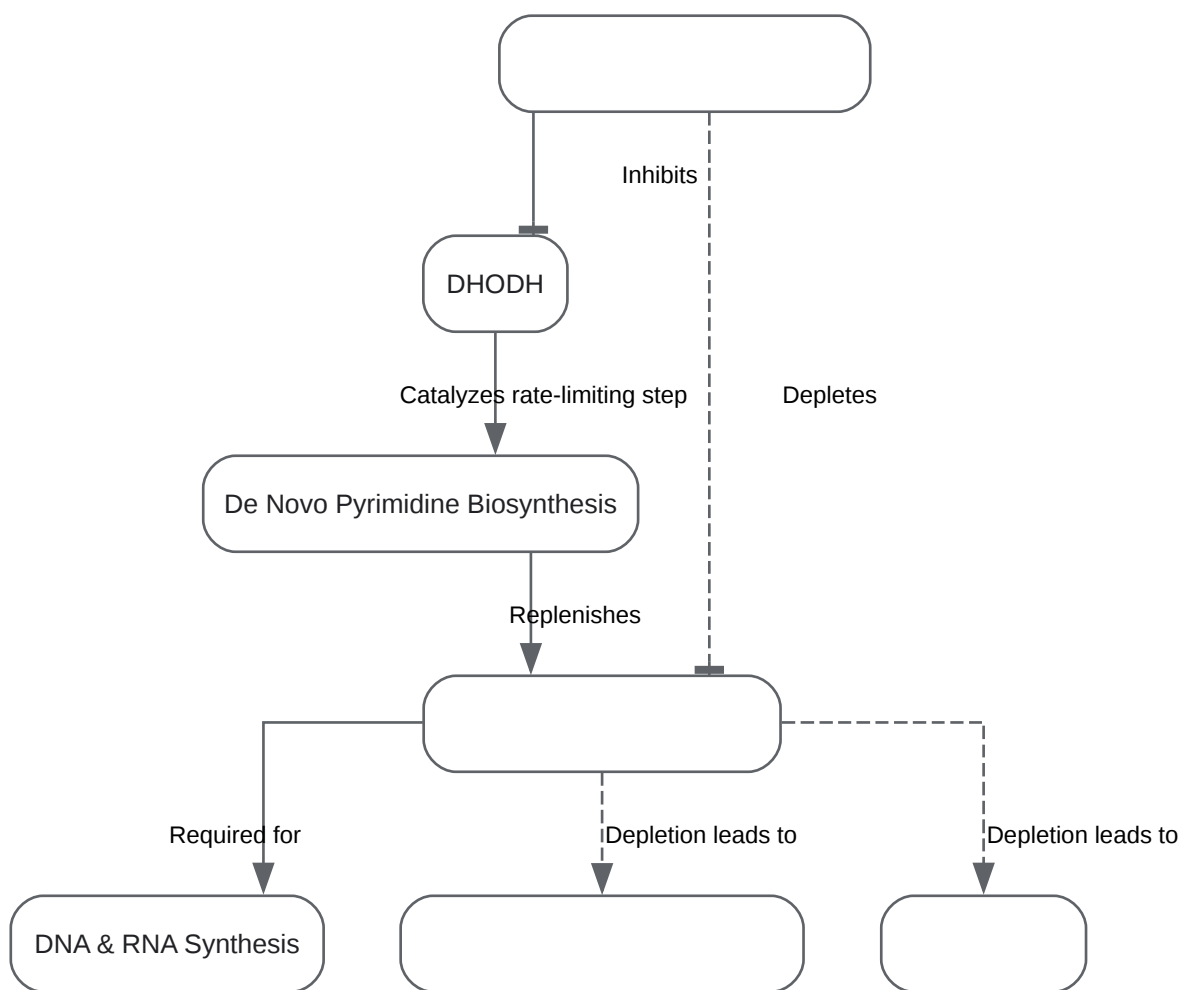 Inhibits
DHODH
Catalyzes rate-limiting step
Depletes
De Novo Pyrimidine Biosynthesis
Replenishes
Required for
Depletion leads to
Depletion leads to
DNA & RNA Synthesis